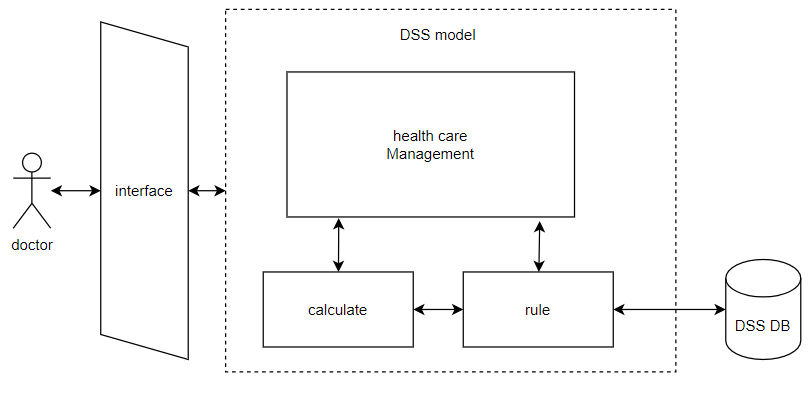 DSS model
health care
Management
interface
doctor
calculate
rule
DSS DB